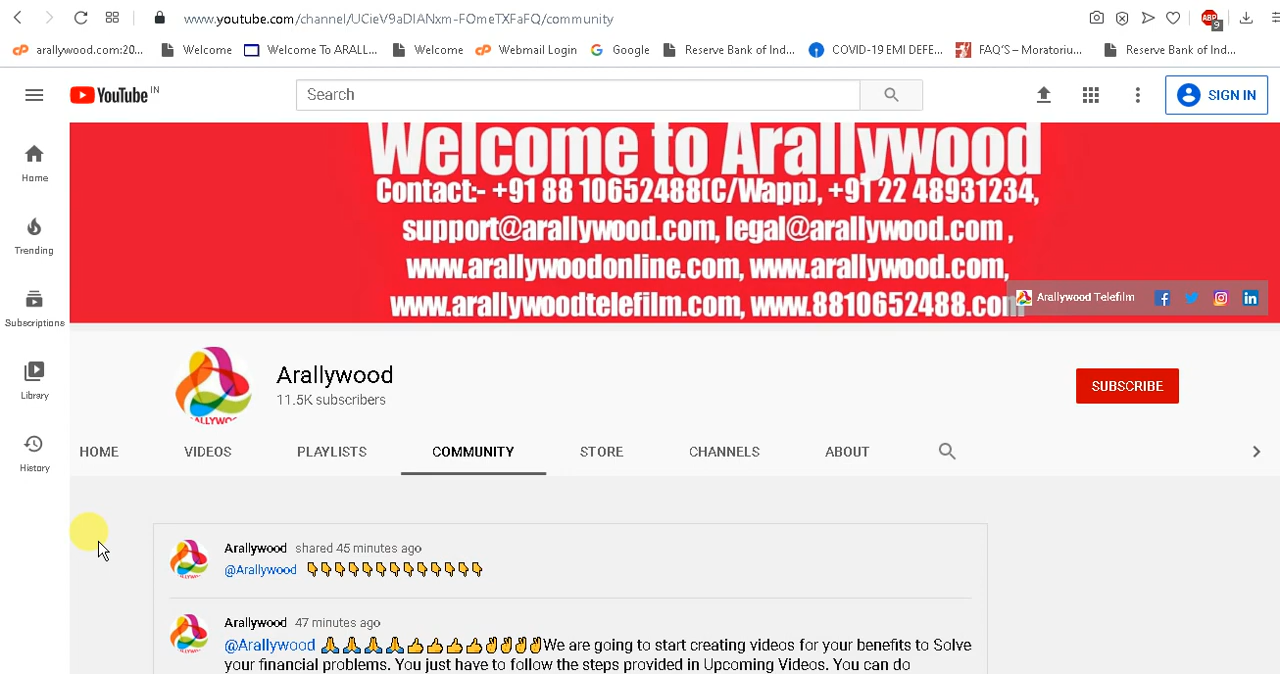 www.youtube.com/channel/UCieV9aDIANxm-FOmeTXFaFQ/community
ABP 9
arallywood.com:20... Welcome Welcome To ARALL... Welcome Webmail Login Google Reserve Bank of Ind... COVID-19 EMI DEFE... FAQ'S – Moratoriu... Reserve Bank of Ind...
YouTube IN
Search
SIGN IN
Home
Trending
Subscriptions
Library
History
Welcome to Arallywood
Contact:- +91 88 10652488(C/Wapp), +91 22 48931234,
support@arallywood.com, legal@arallywood.com ,
www.arallywoodonline.com, www.arallywood.com,
www.arallywoodtelefilm.com, www.8810652488.com
Arallywood Telefilm
Arallywood
11.5K subscribers
SUBSCRIBE
HOME VIDEOS PLAYLISTS COMMUNITY STORE CHANNELS ABOUT
Arallywood shared 45 minutes ago
@Arallywood 👇👇👇👇👇👇👇👇👇👇👇👇👇
Arallywood 47 minutes ago
@Arallywood 🙏🙏🙏🙏👍👍👍👍✌✌✌✌We are going to start creating videos for your benefits to Solve
your financial problems. You just have to follow the steps provided in Upcoming Videos. You can do